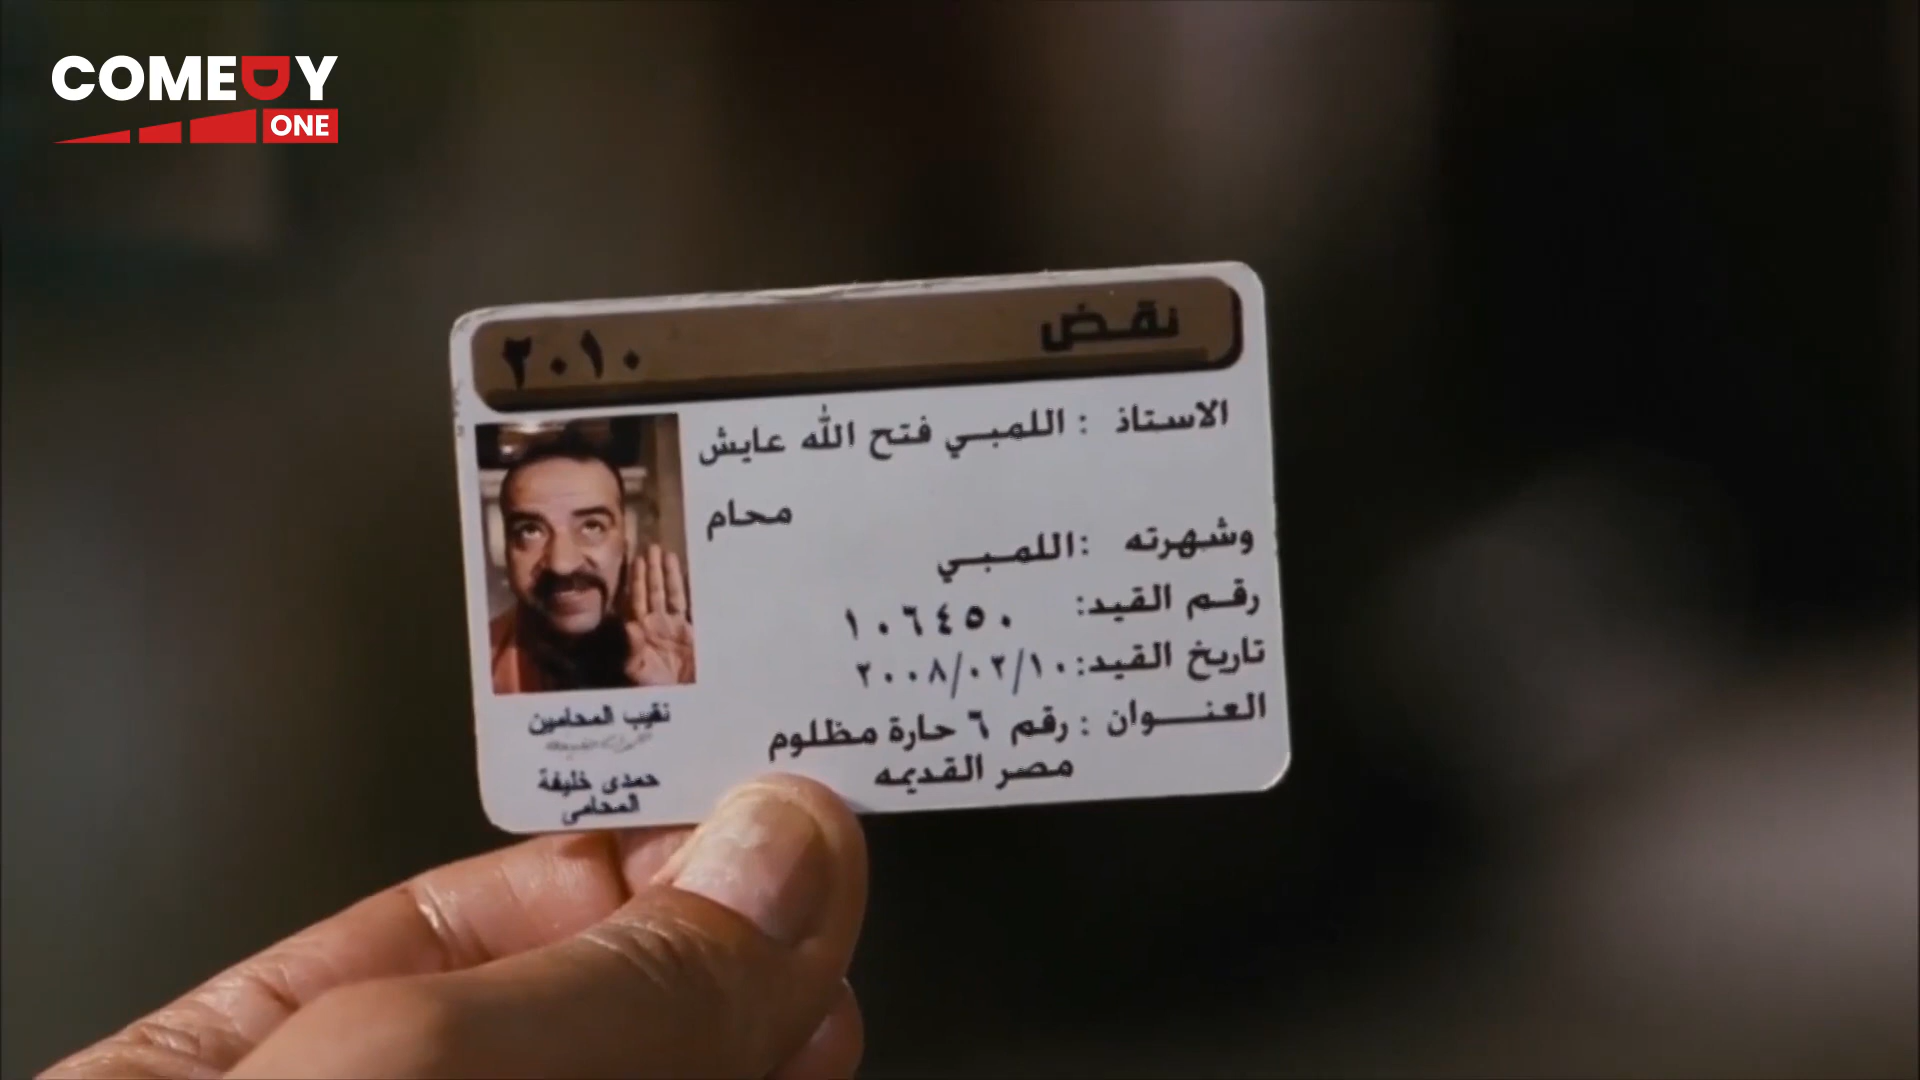 COMEDY
ONE
نقض
٢٠١٠
الاستاذ : اللمبي فتح الله عايش
محام
وشهرته : اللمبي
رقم القيد: ١٠٦٤٥٠
تاريخ القيد: ٢٠٠٨/٠٢/١٠
العنوان : رقم ٦ حارة مظلوم
مصر القديمه
نقيب المحامين
حمدى خليفة
المحامى